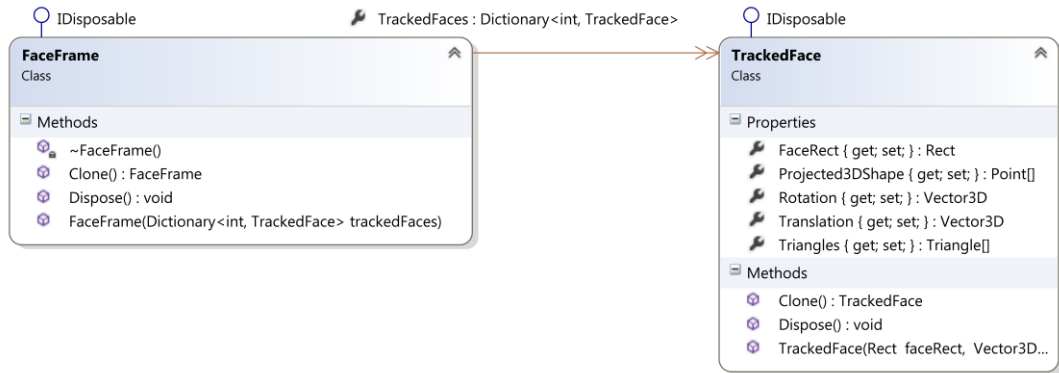 IDisposable
FaceFrame
Class
Methods
~FaceFrame()
Clone() : FaceFrame
Dispose() : void
FaceFrame(Dictionary<int, TrackedFace> trackedFaces)
TrackedFaces : Dictionary<int, TrackedFace>
IDisposable
TrackedFace
Class
Properties
FaceRect { get; set; } : Rect
Projected3DShape { get; set; } : Point[]
Rotation { get; set; } : Vector3D
Translation { get; set; } : Vector3D
Triangles { get; set; } : Triangle[]
Methods
Clone() : TrackedFace
Dispose() : void
TrackedFace(Rect faceRect, Vector3D...